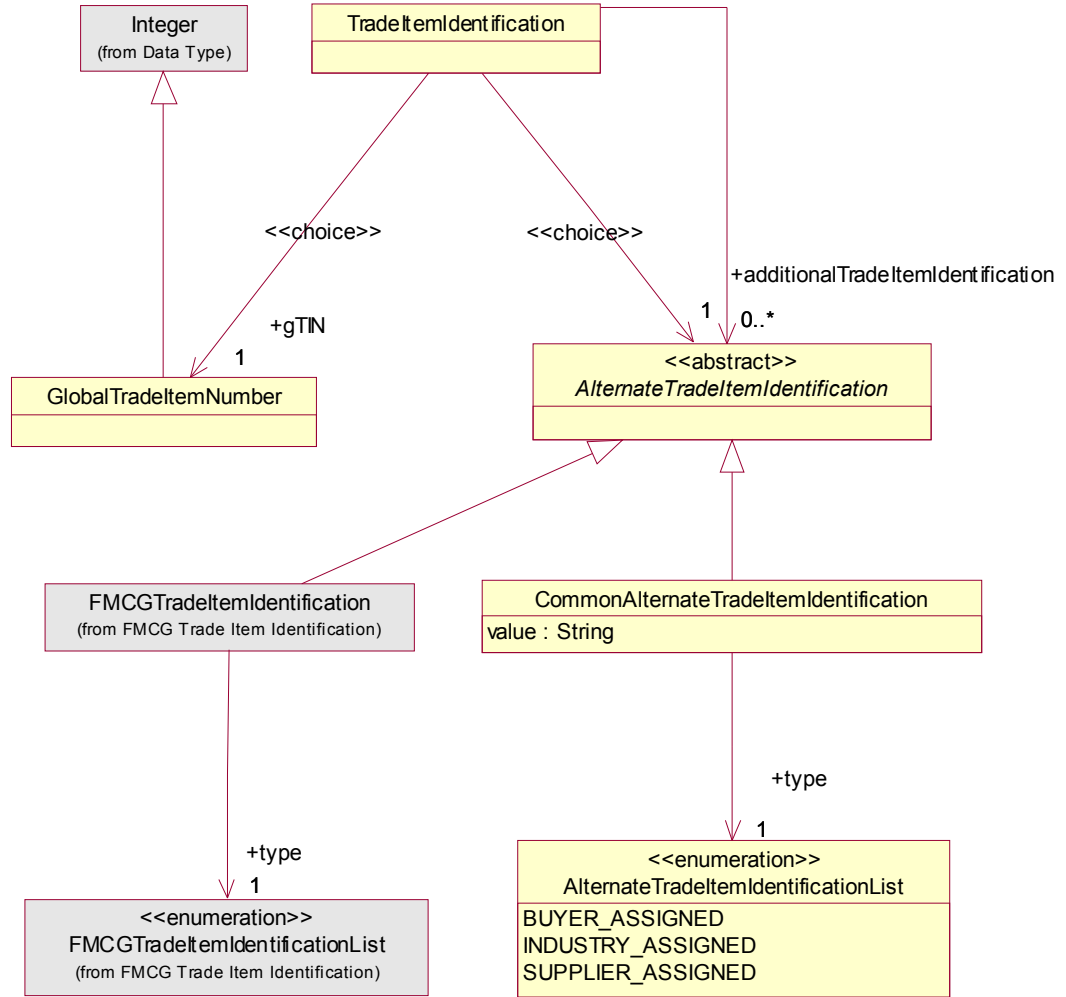 Integer
(from Data Type)
TradeItemIdentification
<<choice>>
<<choice>>
+additionalTradeItemIdentification
+gTIN
1
1
0..*
GlobalTradeItemNumber
<<abstract>>
AlternateTradeItemIdentification
FMCGTradeItemIdentification
(from FMCG Trade Item Identification)
CommonAlternateTradeItemIdentification
value : String
+type
1
+type
1
<<enumeration>>
FMCGTradeItemIdentificationList
(from FMCG Trade Item Identification)
<<enumeration>>
AlternateTradeItemIdentificationList
BUYER_ASSIGNED
INDUSTRY_ASSIGNED
SUPPLIER_ASSIGNED